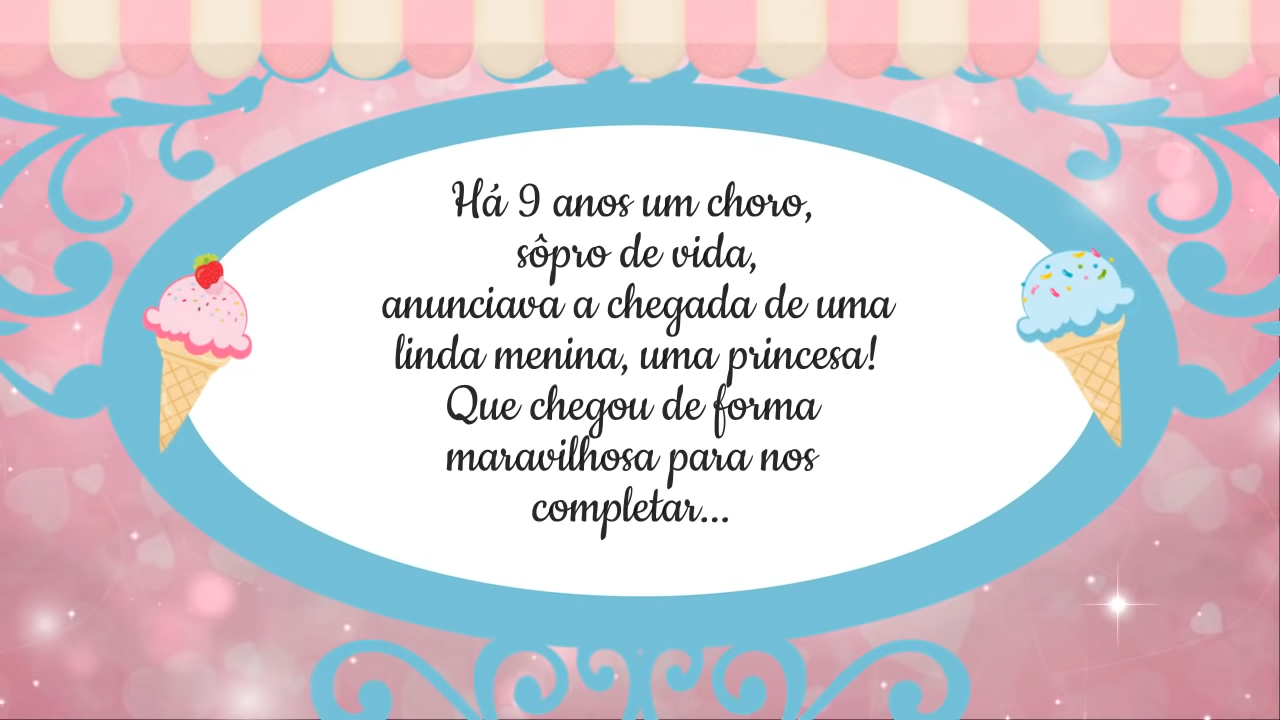 Há 9 anos um choro,
sôpro de vida,
anunciava a chegada de uma
linda menina, uma princesa!
Que chegou de forma
maravilhosa para nos
completar...